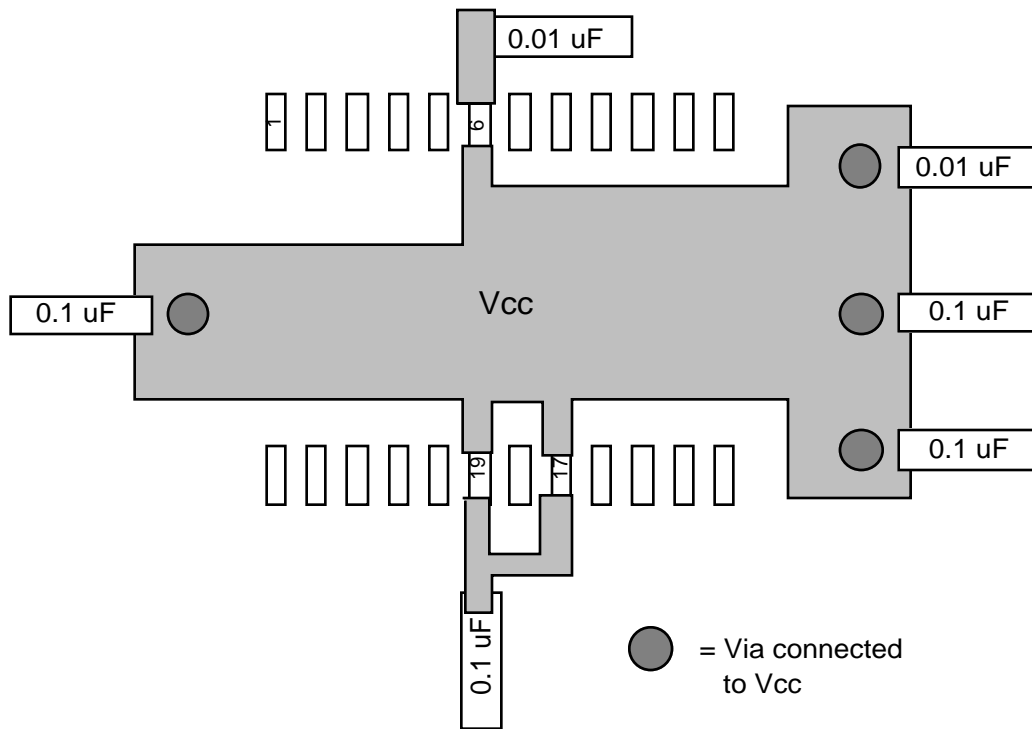 0.01 uF
1
6
0.01 uF
0.1 uF
Vcc
0.1 uF
0.1 uF
19
17
0.1 uF
= Via connected
to Vcc